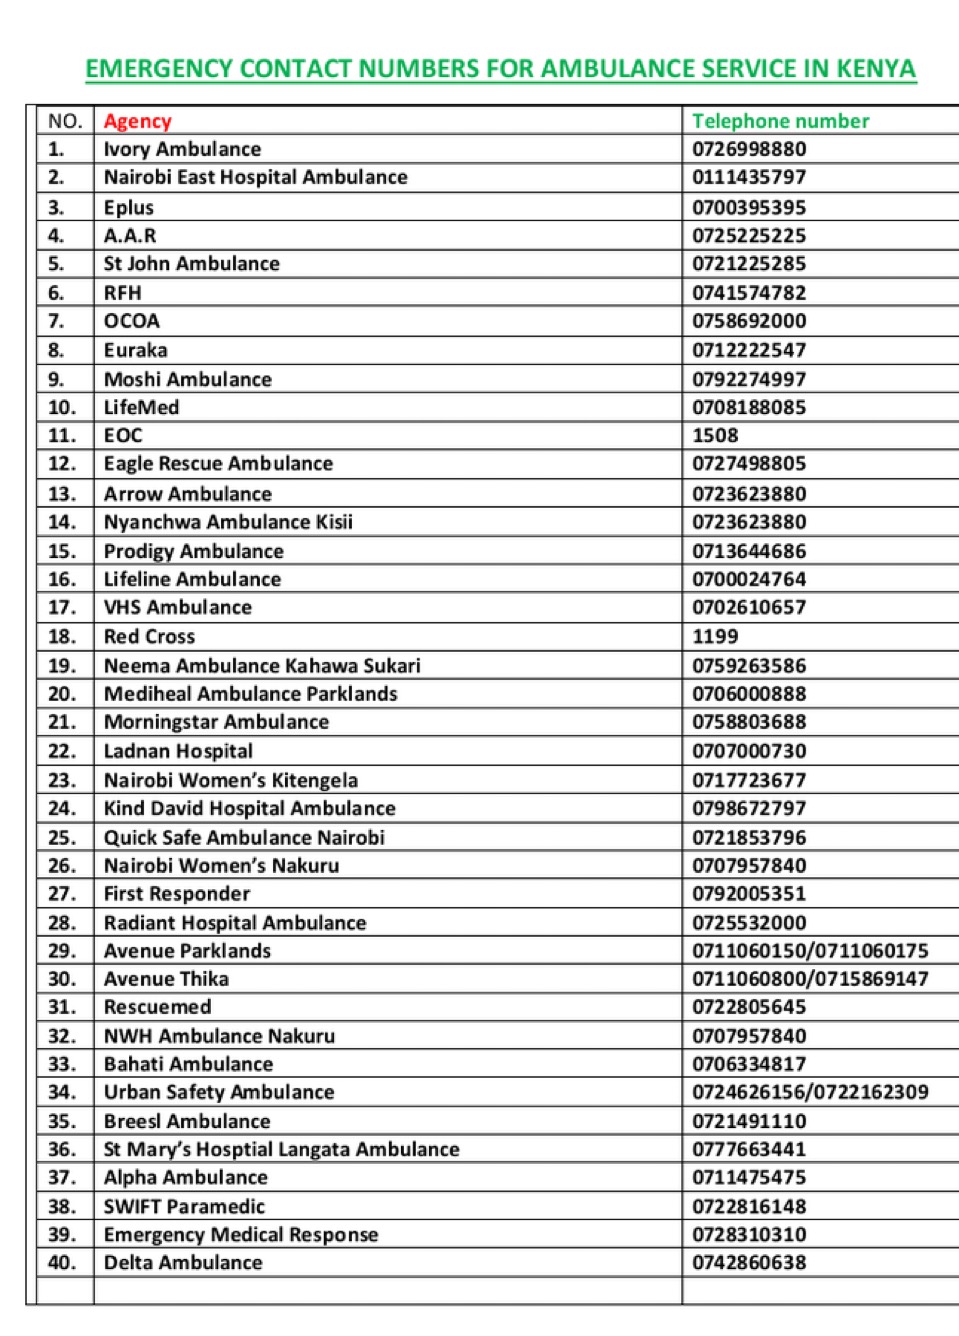 EMERGENCY CONTACT NUMBERS FOR AMBULANCE SERVICE IN KENYA
NO. Agency Telephone number
1. Ivory Ambulance 0726998880
2. Nairobi East Hospital Ambulance 0111435797
3. Eplus 0700395395
4. A.A.R 0725225225
5. St John Ambulance 0721225285
6. RFH 0741574782
7. OCOA 0758692000
8. Euraka 0712222547
9. Moshi Ambulance 0792274997
10. LifeMed 0708188085
11. EOC 1508
12. Eagle Rescue Ambulance 0727498805
13. Arrow Ambulance 0723623880
14. Nyanchwa Ambulance Kisii 0723623880
15. Prodigy Ambulance 0713644686
16. Lifeline Ambulance 0700024764
17. VHS Ambulance 0702610657
18. Red Cross 1199
19. Neema Ambulance Kahawa Sukari 0759263586
20. Mediheal Ambulance Parklands 0706000888
21. Morningstar Ambulance 0758803688
22. Ladnan Hospital 0707000730
23. Nairobi Women’s Kitengela 0717723677
24. Kind David Hospital Ambulance 0798672797
25. Quick Safe Ambulance Nairobi 0721853796
26. Nairobi Women’s Nakuru 0707957840
27. First Responder 0792005351
28. Radiant Hospital Ambulance 0725532000
29. Avenue Parklands 0711060150/0711060175
30. Avenue Thika 0711060800/0715869147
31. Rescuemed 0722805645
32. NWH Ambulance Nakuru 0707957840
33. Bahati Ambulance 0706334817
34. Urban Safety Ambulance 0724626156/0722162309
35. Breesl Ambulance 0721491110
36. St Mary’s Hosptial Langata Ambulance 0777663441
37. Alpha Ambulance 0711475475
38. SWIFT Paramedic 0722816148
39. Emergency Medical Response 0728310310
40. Delta Ambulance 0742860638